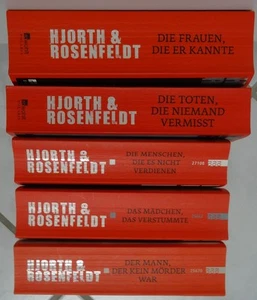 HJORTH &
ROSENFELDT
DIE FRAUEN,
DIE ER KANNTE
HJORTH &
ROSENFELDT
DIE TOTEN,
DIE NIEMAND
VERMISST
HJORTH &
ROSENFELDT
DIE MENSCHEN,
DIE ES NICHT
VERDIENEN
HJORTH &
ROSENFELDT
DAS MÄDCHEN,
DAS VERSTUMMTE
HJORTH &
ROSENFELDT
DER MANN,
DER KEIN MÖRDER
WAR